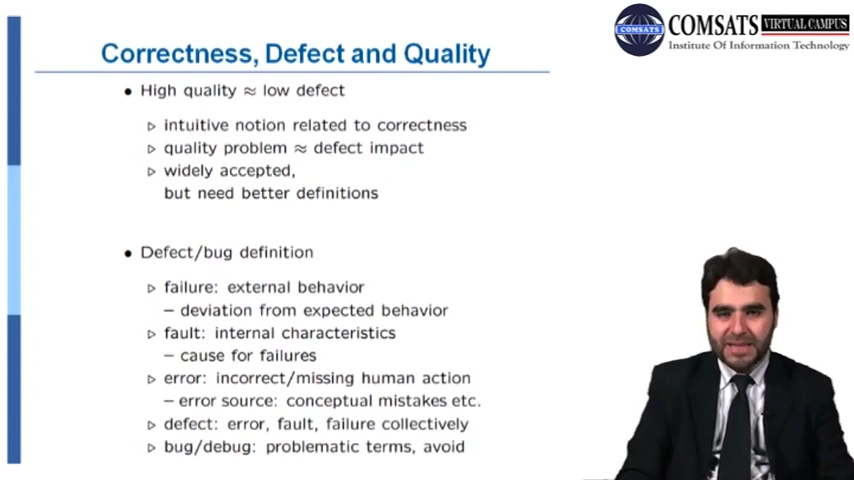 COMSATS VIRTUAL CAMPUS
COMSATS
Institute Of Information Technology
Correctness, Defect and Quality
• High quality ≈ low defect
▹ intuitive notion related to correctness
▹ quality problem ≈ defect impact
▹ widely accepted,
but need better definitions
• Defect/bug definition
▹ failure: external behavior
– deviation from expected behavior
▹ fault: internal characteristics
– cause for failures
▹ error: incorrect/missing human action
– error source: conceptual mistakes etc.
▹ defect: error, fault, failure collectively
▹ bug/debug: problematic terms, avoid